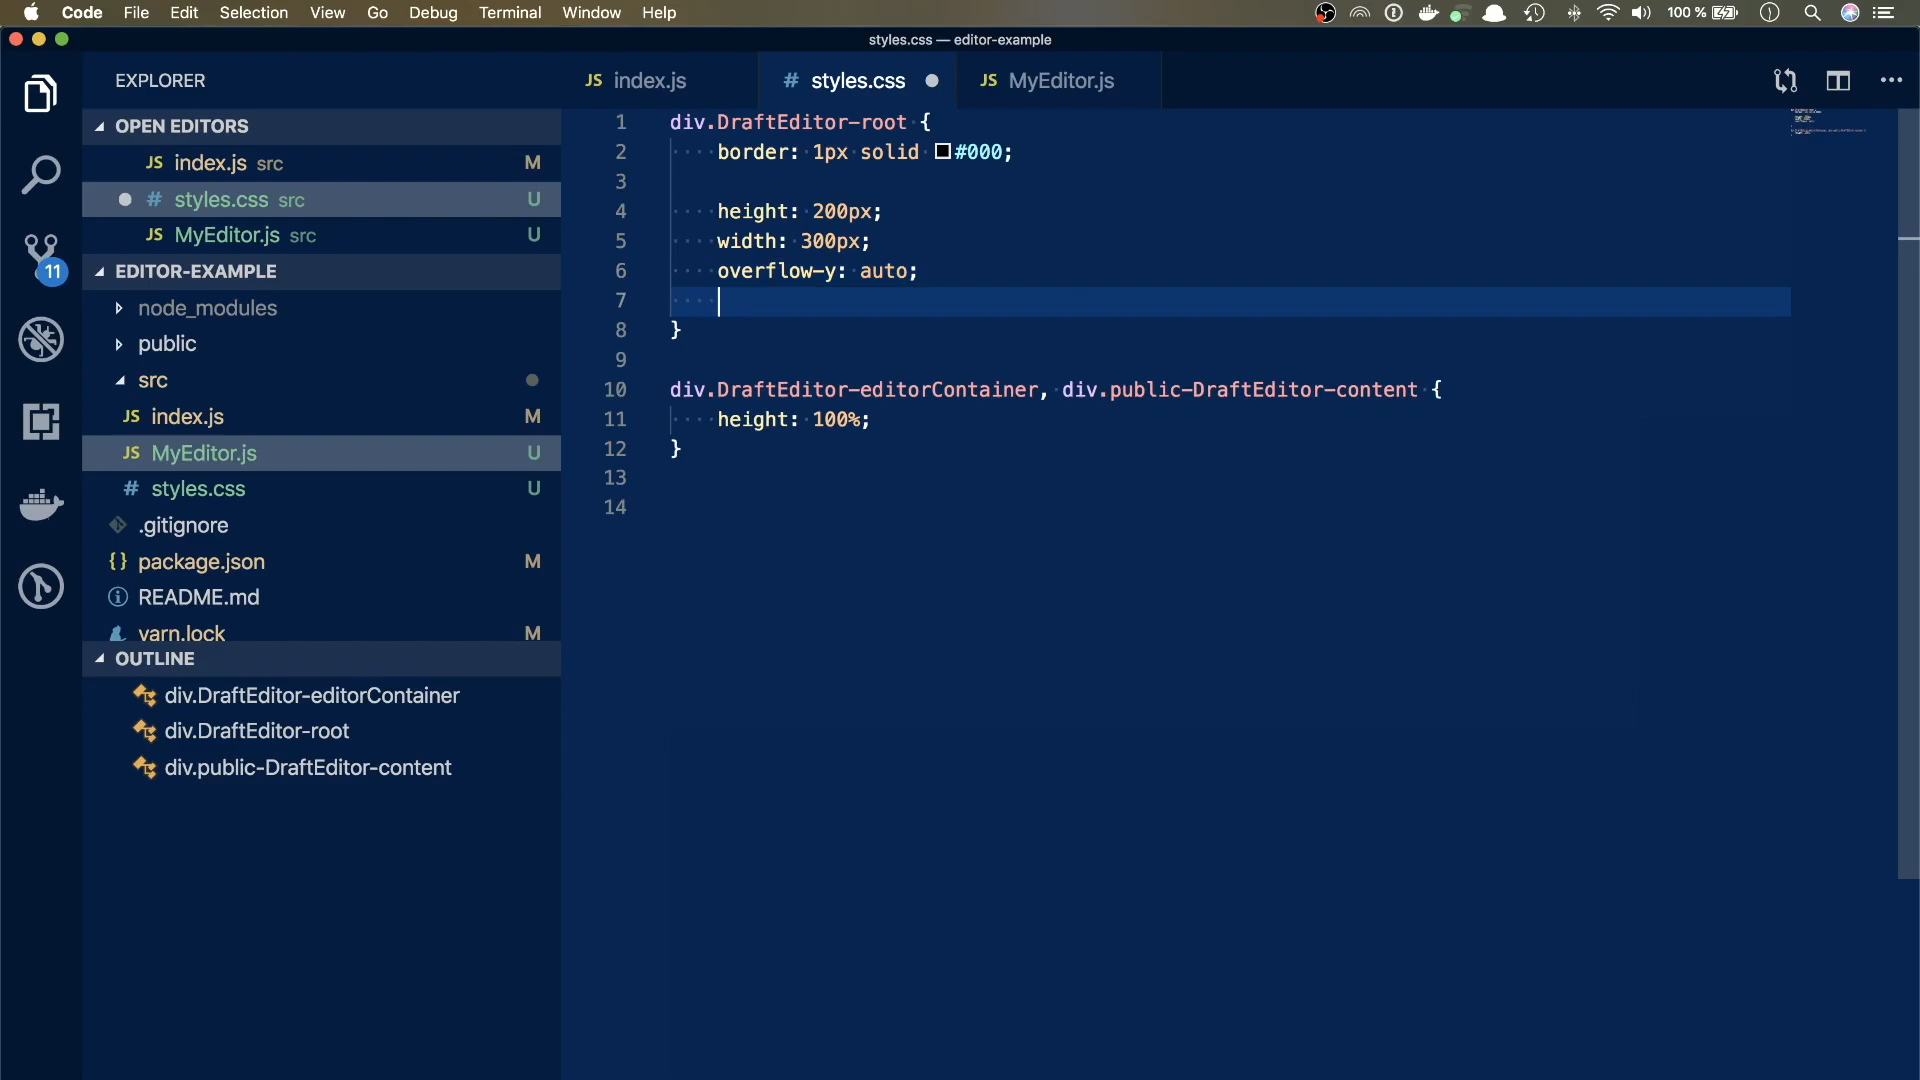 Code File Edit Selection View Go Debug Terminal Window Help 100 %
styles.css — editor-example
EXPLORER
JS index.js # styles.css JS MyEditor.js
OPEN EDITORS
JS index.js src M
# styles.css src U
JS MyEditor.js src U
11
EDITOR-EXAMPLE
node_modules
public
src
JS index.js M
JS MyEditor.js U
# styles.css U
.gitignore
{} package.json M
README.md
yarn.lock M
OUTLINE
div.DraftEditor-editorContainer
div.DraftEditor-root
div.public-DraftEditor-content
1 div.DraftEditor-root {
2 border: 1px solid #000;
3
4 height: 200px;
5 width: 300px;
6 overflow-y: auto;
7
8 }
9
10 div.DraftEditor-editorContainer, div.public-DraftEditor-content {
11 height: 100%;
12 }
13
14